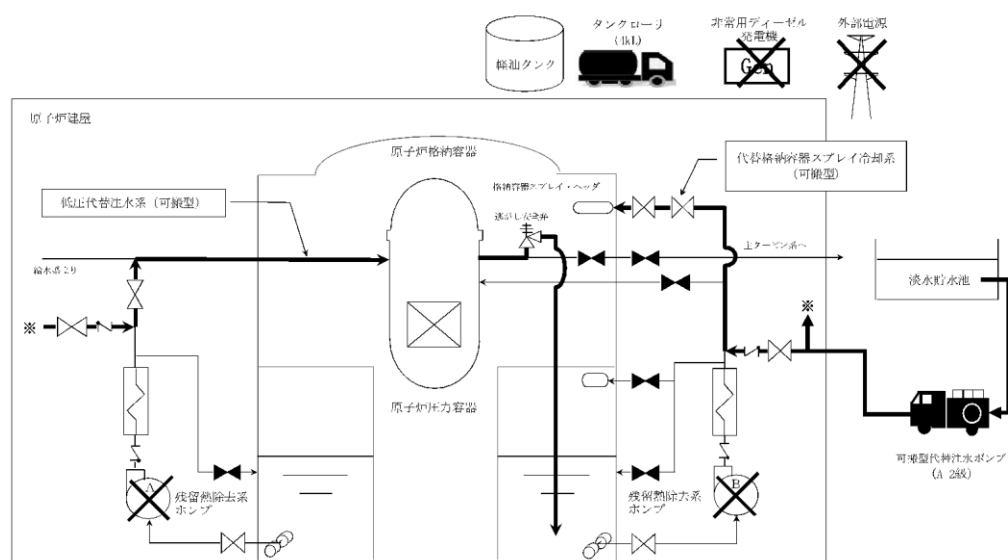 タンクローリ
(4kL)
非常用ディーゼル
発電機
外部電源
軽油タンク
Gen
原子炉建屋
原子炉格納容器
代替格納容器スプレイ冷却系
(可搬型)
格納容器スプレイ・ヘッダ
低圧代替注水系(可搬型)
逃がし安全弁
給水系より
主タービン系へ
淡水貯水池
※
※
原子炉圧力容器
可搬型代替注水ポンプ
(A-2級)
A
残留熱除去系
ポンプ
残留熱除去系
ポンプ
B